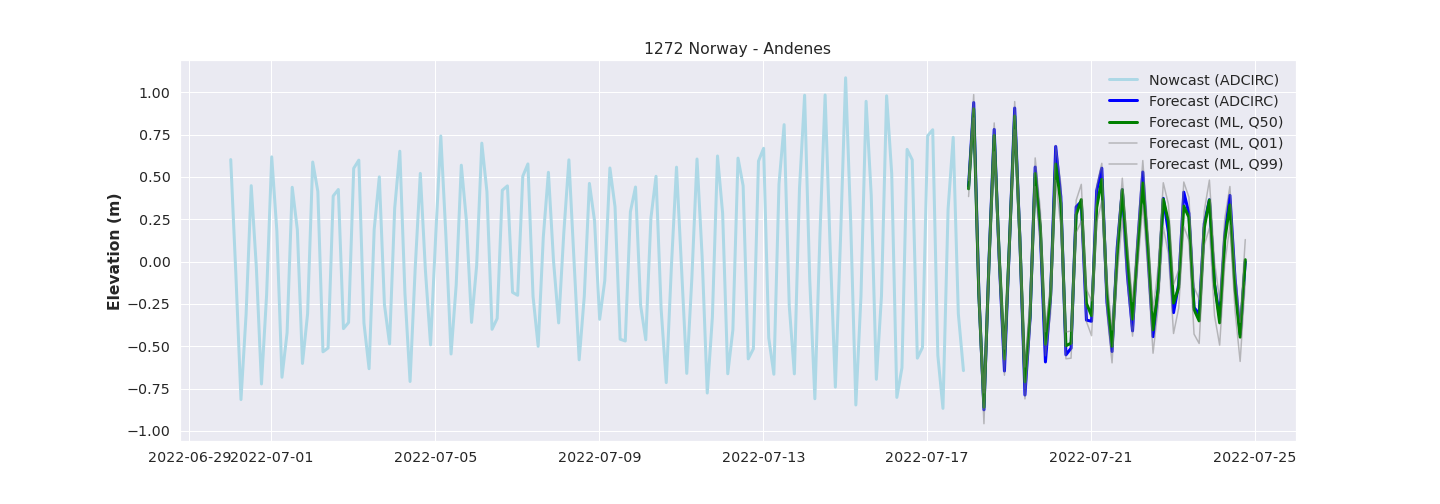 1272 Norway - Andenes
Nowcast (ADCIRC)
Forecast (ADCIRC)
Forecast (ML, Q50)
Forecast (ML, Q01)
Forecast (ML, Q99)
Elevation (m)
1.00
0.75
0.50
0.25
0.00
−0.25
−0.50
−0.75
−1.00
2022-06-29 2022-07-01 2022-07-05 2022-07-09 2022-07-13 2022-07-17 2022-07-21 2022-07-25